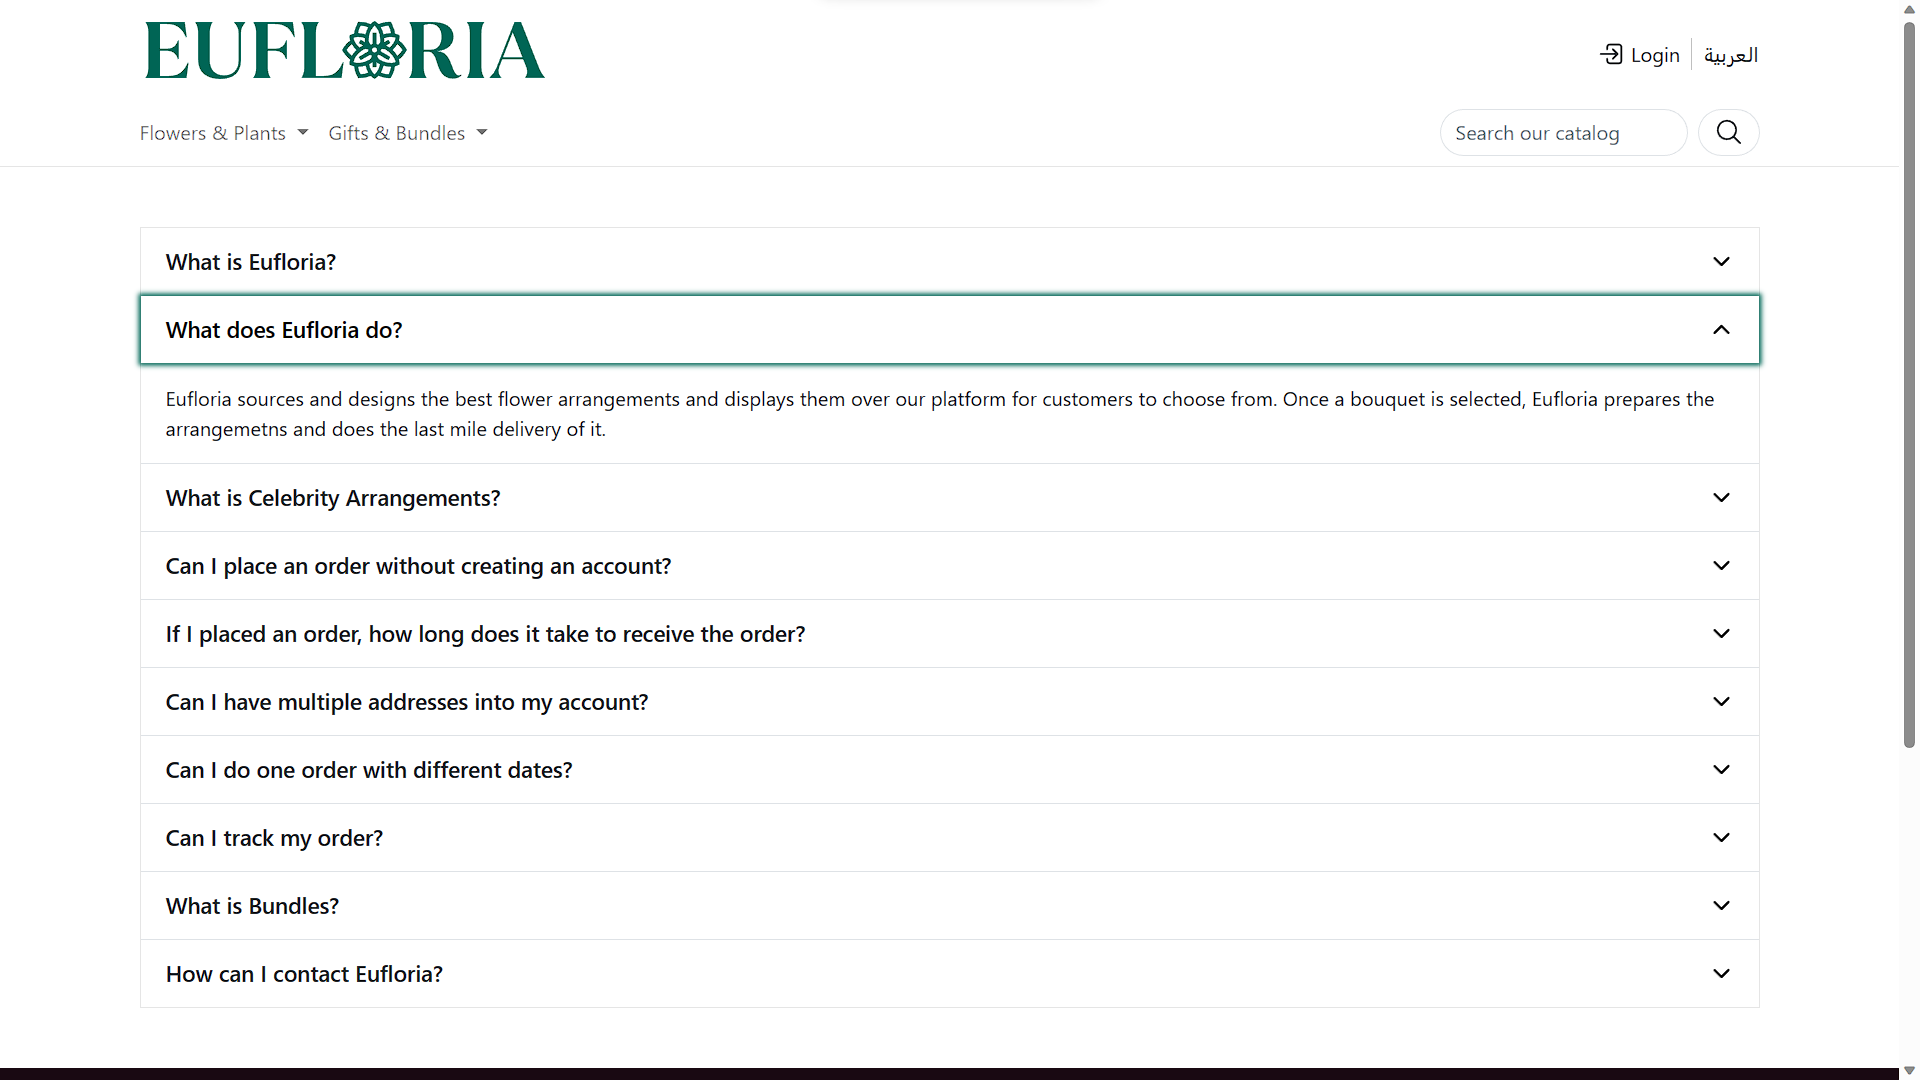 EUFLORIA
Login
العربية
Flowers & Plants
Gifts & Bundles
Search our catalog
What is Eufloria?
What does Eufloria do?
Eufloria sources and designs the best flower arrangements and displays them over our platform for customers to choose from. Once a bouquet is selected, Eufloria prepares the
arrangemetns and does the last mile delivery of it.
What is Celebrity Arrangements?
Can I place an order without creating an account?
If I placed an order, how long does it take to receive the order?
Can I have multiple addresses into my account?
Can I do one order with different dates?
Can I track my order?
What is Bundles?
How can I contact Eufloria?